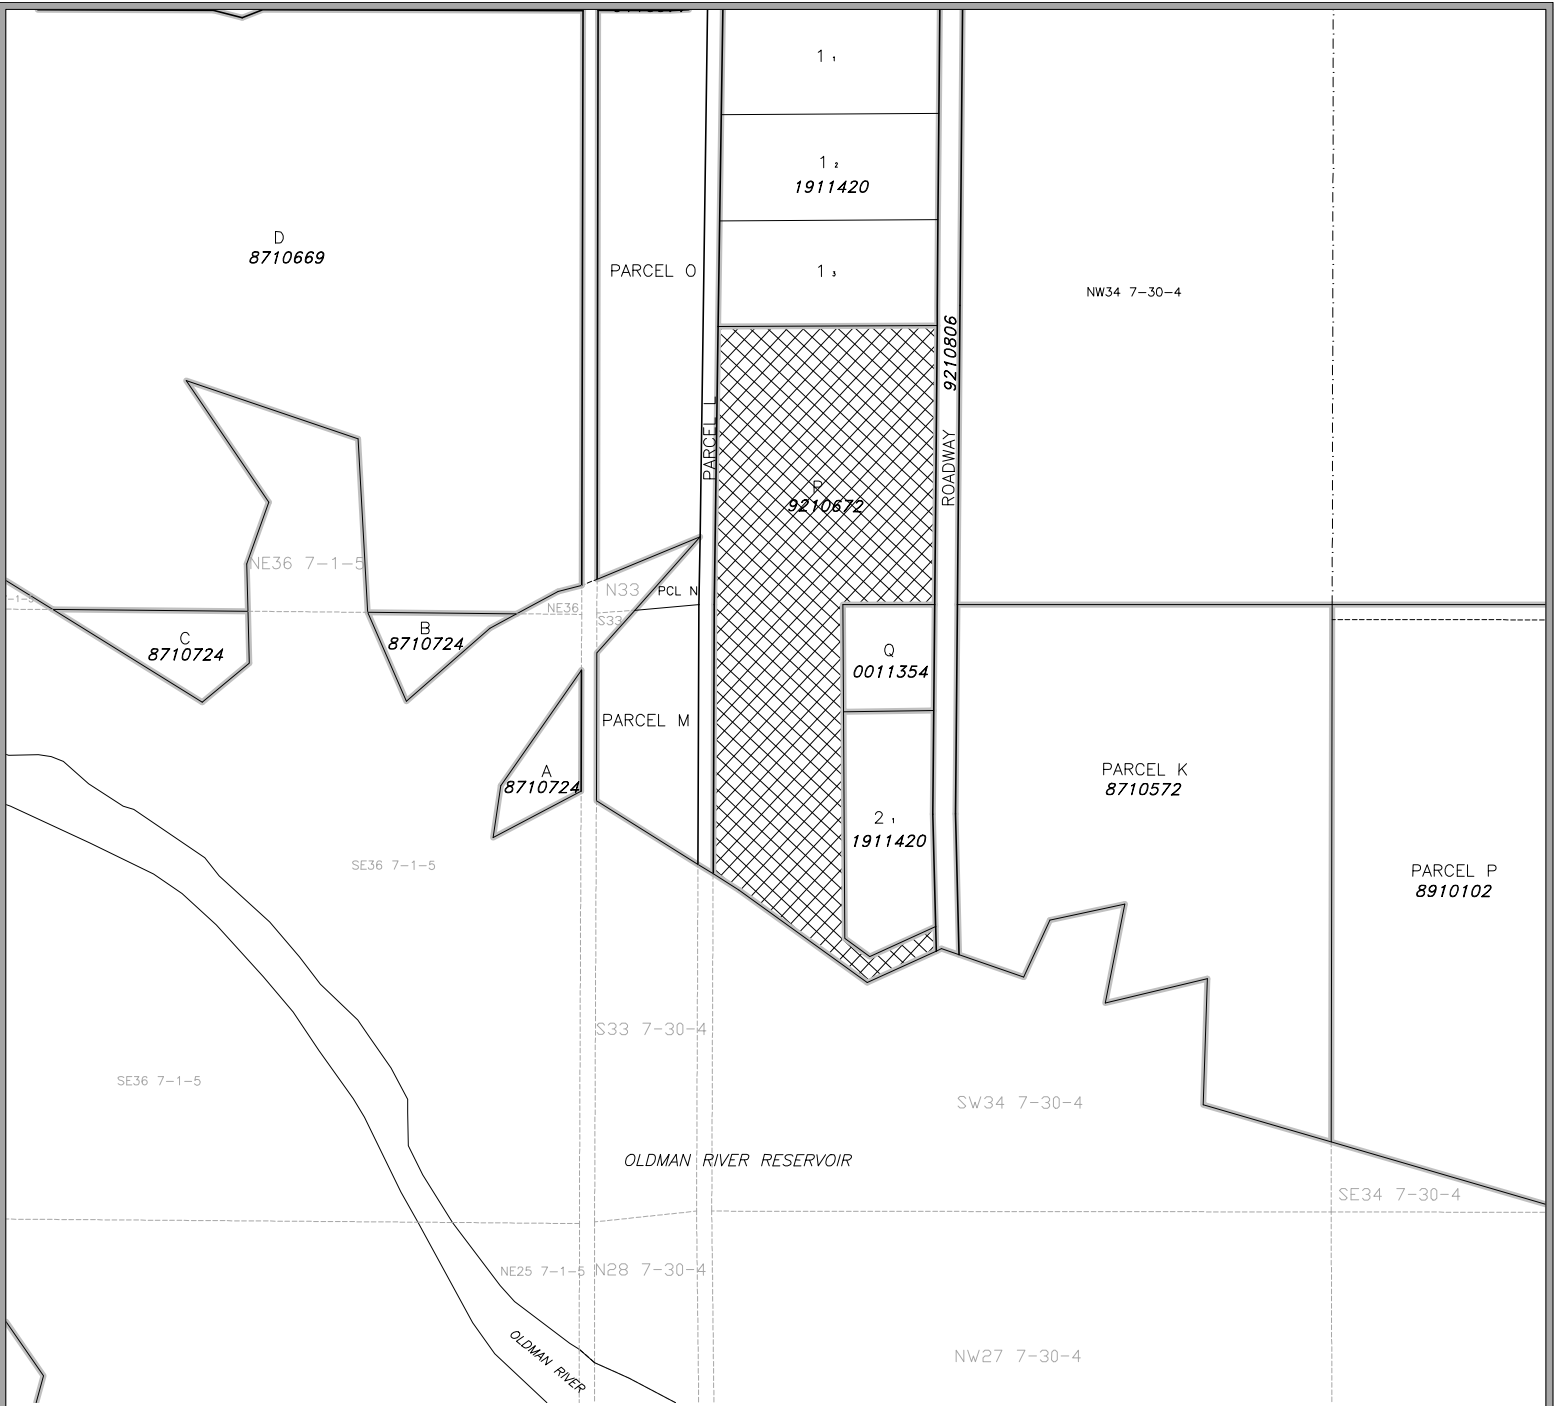 1 1
1 2
1911420
D
8710669
PARCEL O
1 3
NW34 7-30-4
ROADWAY 9210806
PARCEL L
P
9210672
NE36 7-1-5
N33
PCL N
-1-5
NE36
S33
C
8710724
B
8710724
Q
0011354
PARCEL M
A
8710724
PARCEL K
8710572
2 1
1911420
SE36 7-1-5
PARCEL P
8910102
S33 7-30-4
SE36 7-1-5
SW34 7-30-4
OLDMAN RIVER RESERVOIR
SE34 7-30-4
NE25 7-1-5
N28 7-30-4
OLDMAN RIVER
NW27 7-30-4